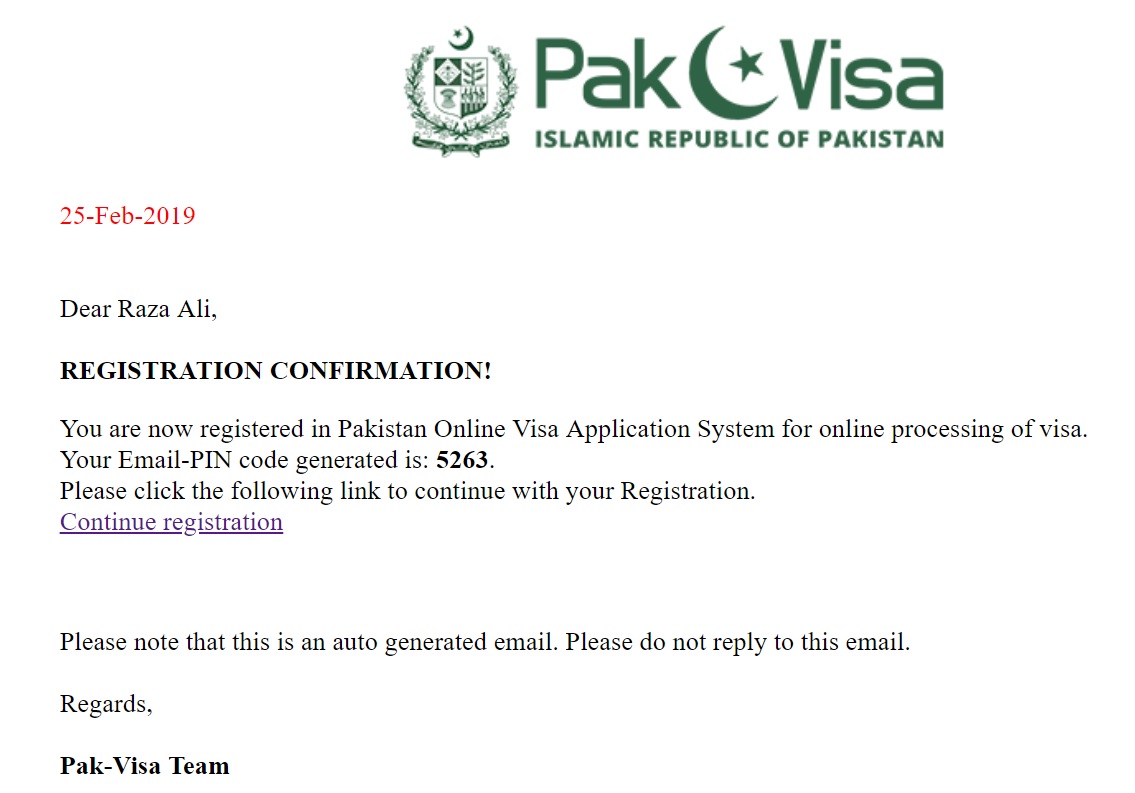 Pak Visa
ISLAMIC REPUBLIC OF PAKISTAN
25-Feb-2019
Dear Raza Ali,
REGISTRATION CONFIRMATION!
You are now registered in Pakistan Online Visa Application System for online processing of visa.
Your Email-PIN code generated is: 5263.
Please click the following link to continue with your Registration.
Continue registration
Please note that this is an auto generated email. Please do not reply to this email.
Regards,
Pak-Visa Team